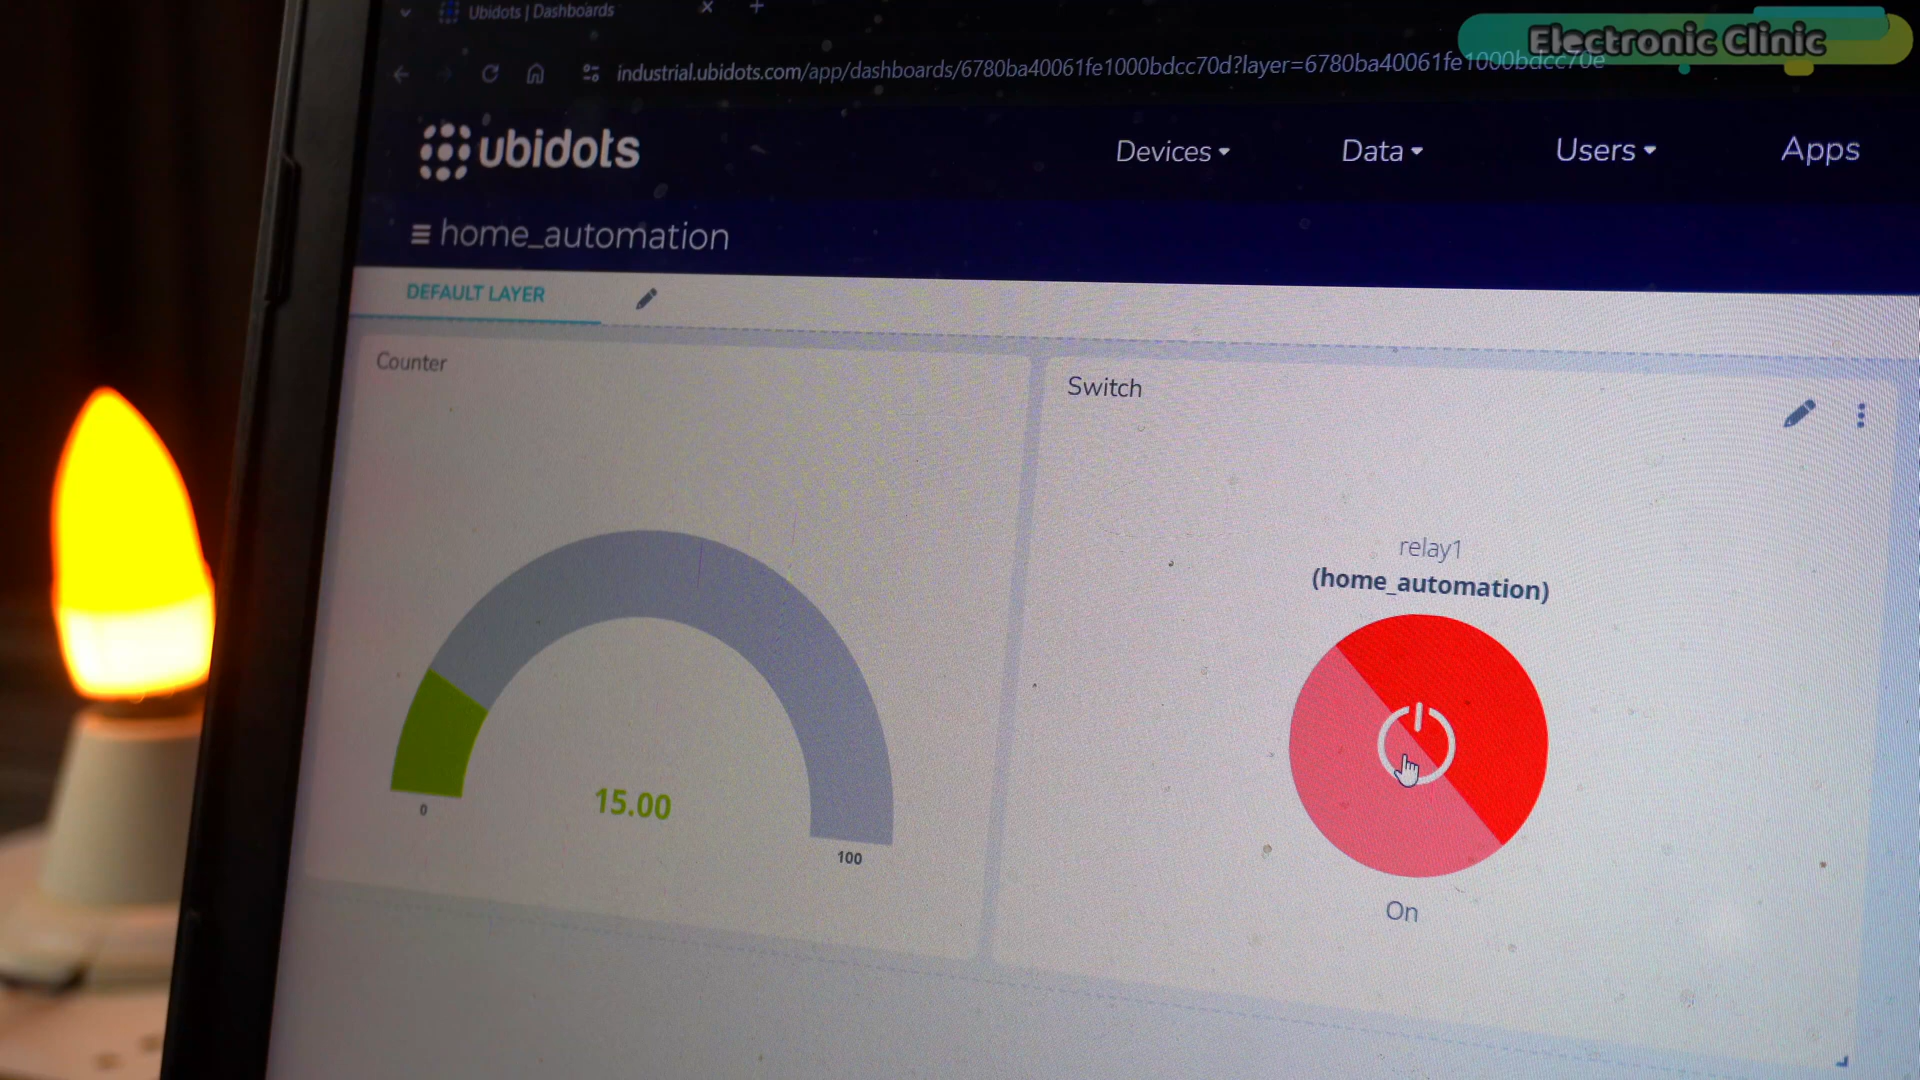 Ubidots | Dashboards
Electronic Clinic
industrial.ubidots.com/app/dashboards/6780ba40061fe1000bdcc70d?layer=6780ba40061fe1000bdcc70e
ubidots
Devices
Data
Users
Apps
home_automation
DEFAULT LAYER
Counter
Switch
relay1
(home_automation)
15.00
0
100
On